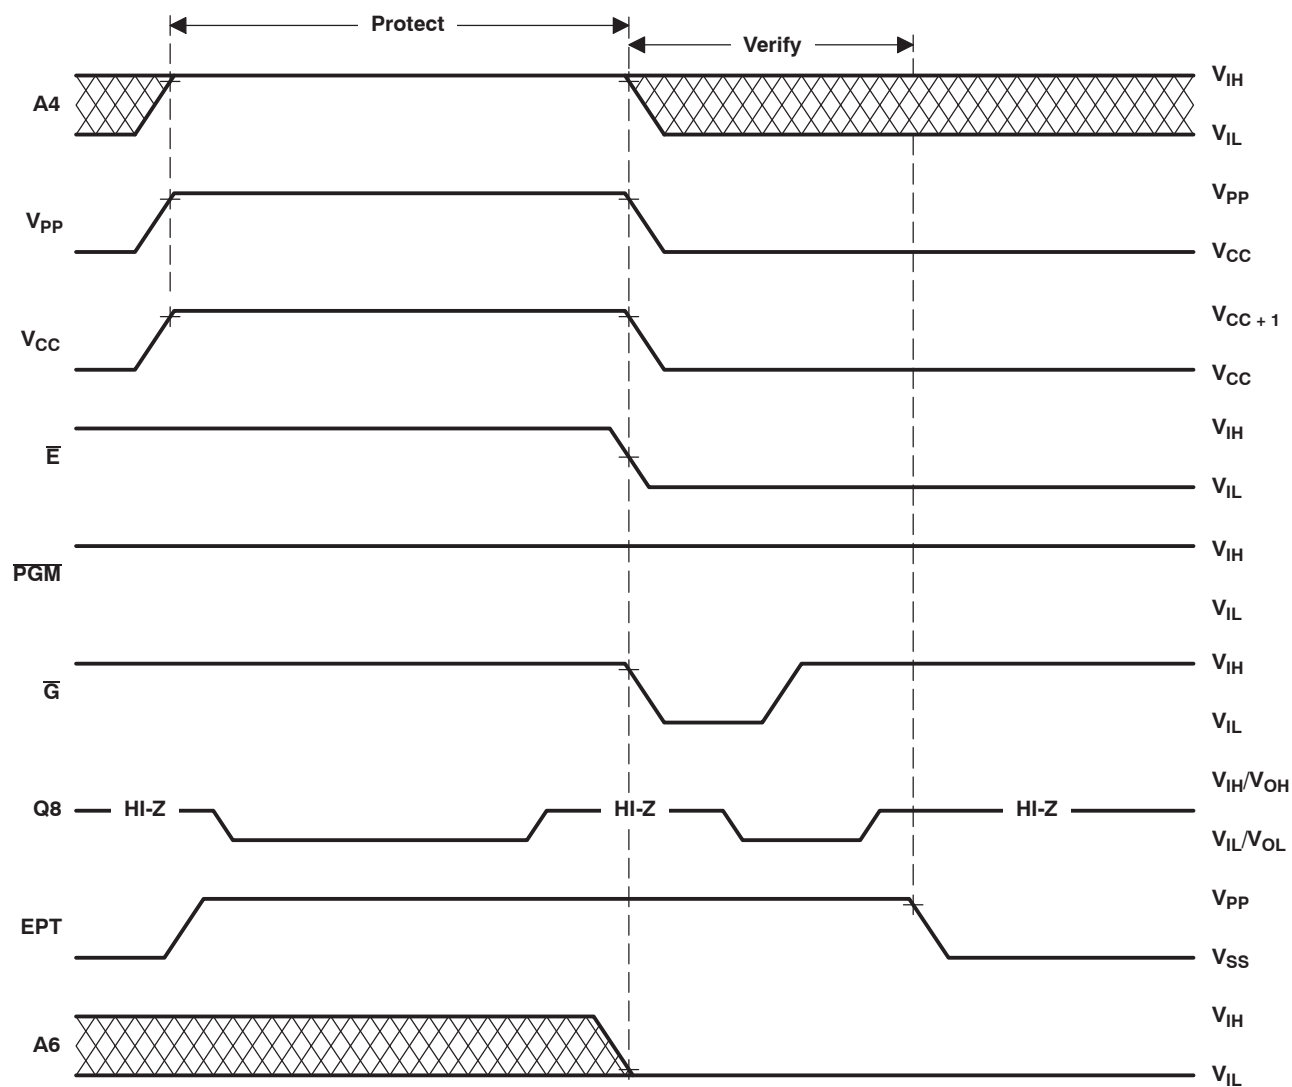 Protect
Verify
A4
V_IH
V_IL
V_PP
V_PP
V_CC
V_CC
V_CC + 1
V_CC
E̅
V_IH
V_IL
P̅G̅M̅
V_IH
V_IL
G̅
V_IH
V_IL
Q8
HI-Z
HI-Z
HI-Z
V_IH/V_OH
V_IL/V_OL
EPT
V_PP
V_SS
A6
V_IH
V_IL